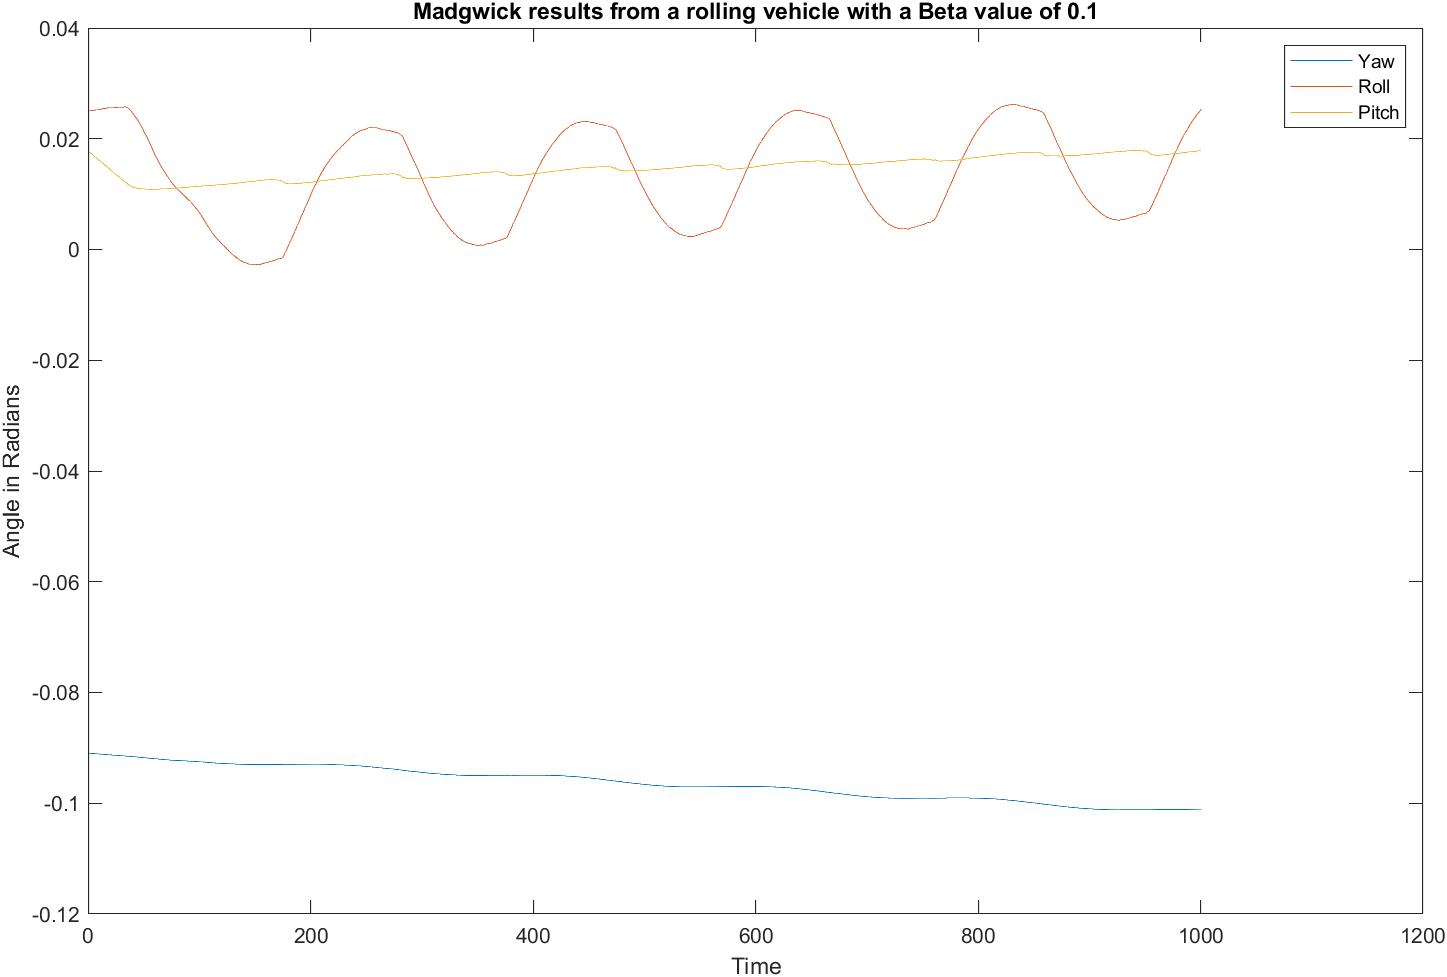 Madgwick results from a rolling vehicle with a Beta value of 0.1
Yaw
Roll
Pitch
0.04
0.02
0
-0.02
-0.04
-0.06
-0.08
-0.1
-0.12
Angle in Radians
0 200 400 600 800 1000 1200
Time